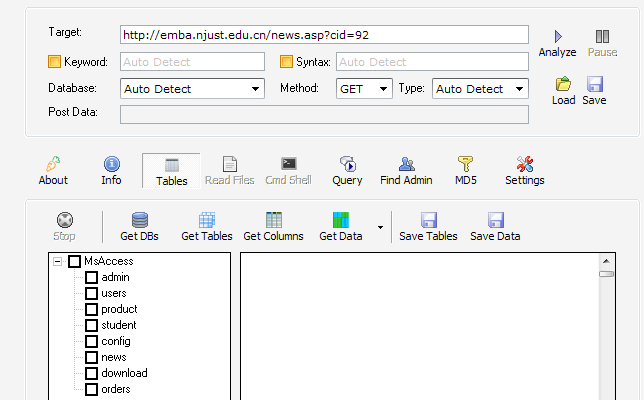 Target: http://emba.njust.edu.cn/news.asp?cid=92
Analyze Pause
Keyword: Auto Detect Syntax: Auto Detect
Database: Auto Detect Method: GET Type: Auto Detect
Load Save
Post Data:
About Info Tables Read Files Cmd Shell Query Find Admin MD5 Settings
Stop Get DBs Get Tables Get Columns Get Data Save Tables Save Data
MsAccess
admin
users
product
student
config
news
download
orders